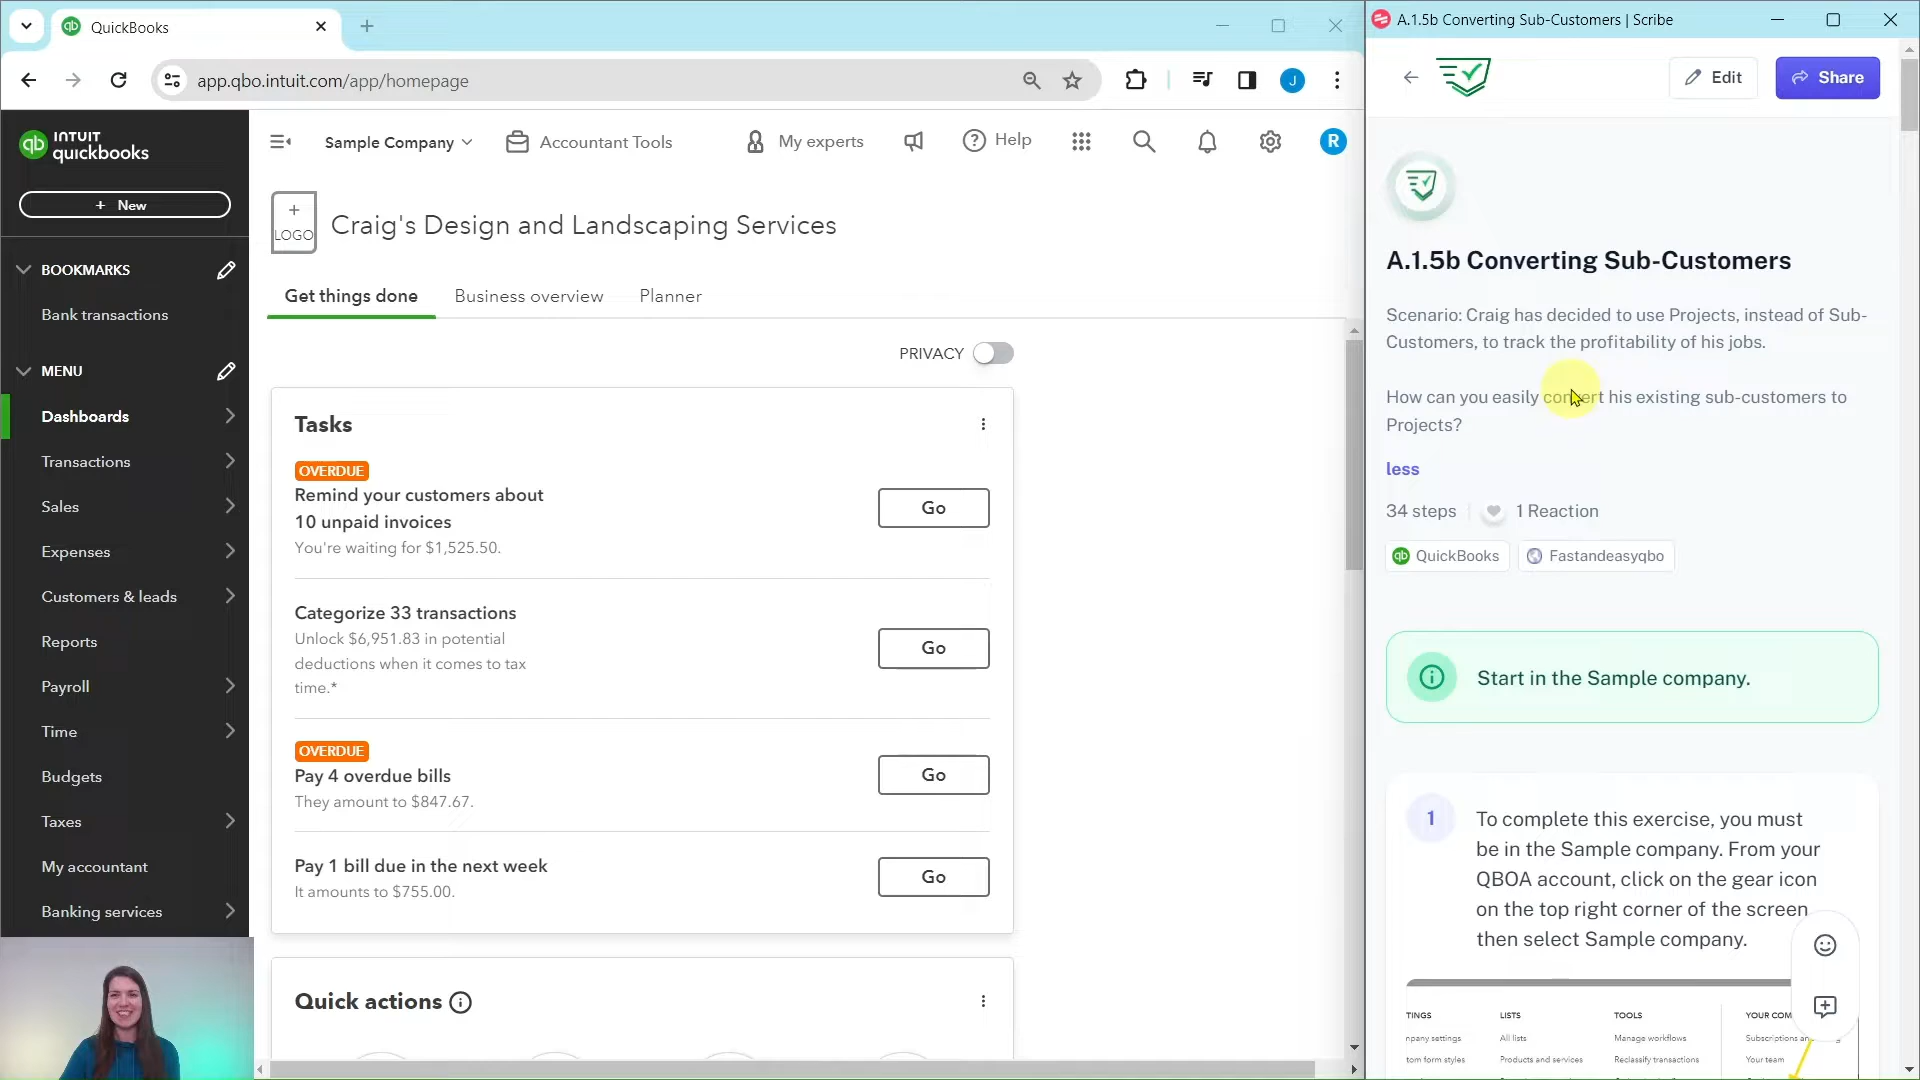 QuickBooks
app.qbo.intuit.com/app/homepage
J
INTUIT
quickbooks
qb
+ New
BOOKMARKS
Bank transactions
MENU
Dashboards
Transactions
Sales
Expenses
Customers & leads
Reports
Payroll
Time
Budgets
Taxes
My accountant
Banking services
Sample Company
Accountant Tools
My experts
Help
R
+
LOGO
Craig's Design and Landscaping Services
Get things done
Business overview
Planner
PRIVACY
Tasks
OVERDUE
Remind your customers about
10 unpaid invoices
You're waiting for $1,525.50.
Go
Categorize 33 transactions
Unlock $6,951.83 in potential
deductions when it comes to tax
time.*
Go
OVERDUE
Pay 4 overdue bills
They amount to $847.67.
Go
Pay 1 bill due in the next week
It amounts to $755.00.
Go
Quick actions
A.1.5b Converting Sub-Customers | Scribe
Edit
Share
A.1.5b Converting Sub-Customers
Scenario: Craig has decided to use Projects, instead of Sub-
Customers, to track the profitability of his jobs.
How can you easily convert his existing sub-customers to
Projects?
less
34 steps
1 Reaction
QuickBooks
Fastandeasyqbo
Start in the Sample company.
1
To complete this exercise, you must
be in the Sample company. From your
QBOA account, click on the gear icon
on the top right corner of the screen
then select Sample company.
TINGS
LISTS
TOOLS
YOUR COM
npany settings
All lists
Manage workflows
Subscriptions an
tom form styles
Products and services
Reclassify transactions
Your team